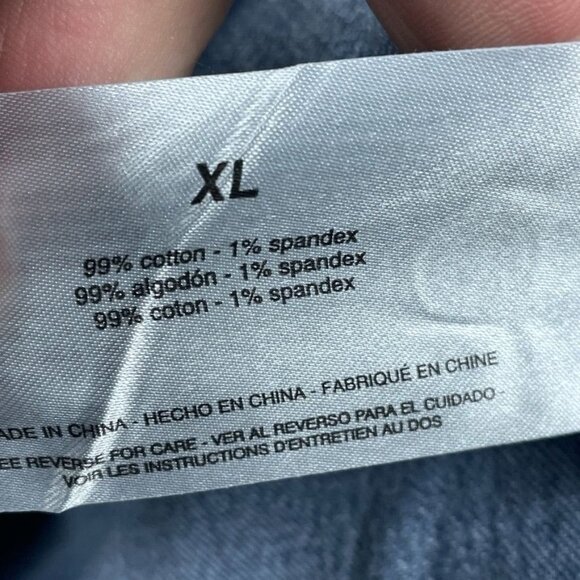 XL
99% cotton - 1% spandex
99% algodón - 1% spandex
99% coton - 1% spandex
ADE IN CHINA - HECHO EN CHINA - FABRIQUÉ EN CHINE
EE REVERSE FOR CARE - VER AL REVERSO PARA EL CUIDADO -
VOIR LES INSTRUCTIONS D'ENTRETIEN AU DOS